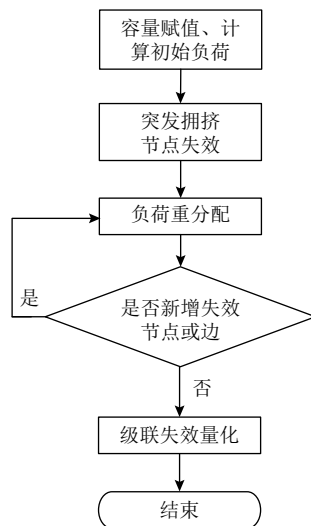 容量赋值、计
算初始负荷
突发拥挤
节点失效
负荷重分配
是
是否新增失效
节点或边
否
级联失效量化
结束